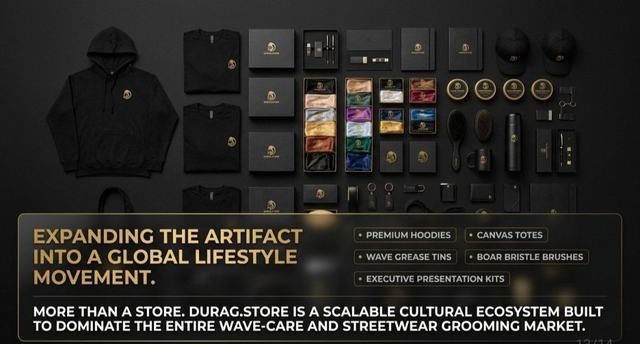 EXPANDING THE ARTIFACT
INTO A GLOBAL LIFESTYLE
MOVEMENT.
• PREMIUM HOODIES
• CANVAS TOTES
• WAVE GREASE TINS
• BOAR BRISTLE BRUSHES
• EXECUTIVE PRESENTATION KITS
MORE THAN A STORE. DURAG.STORE IS A SCALABLE CULTURAL ECOSYSTEM BUILT
TO DOMINATE THE ENTIRE WAVE-CARE AND STREETWEAR GROOMING MARKET.